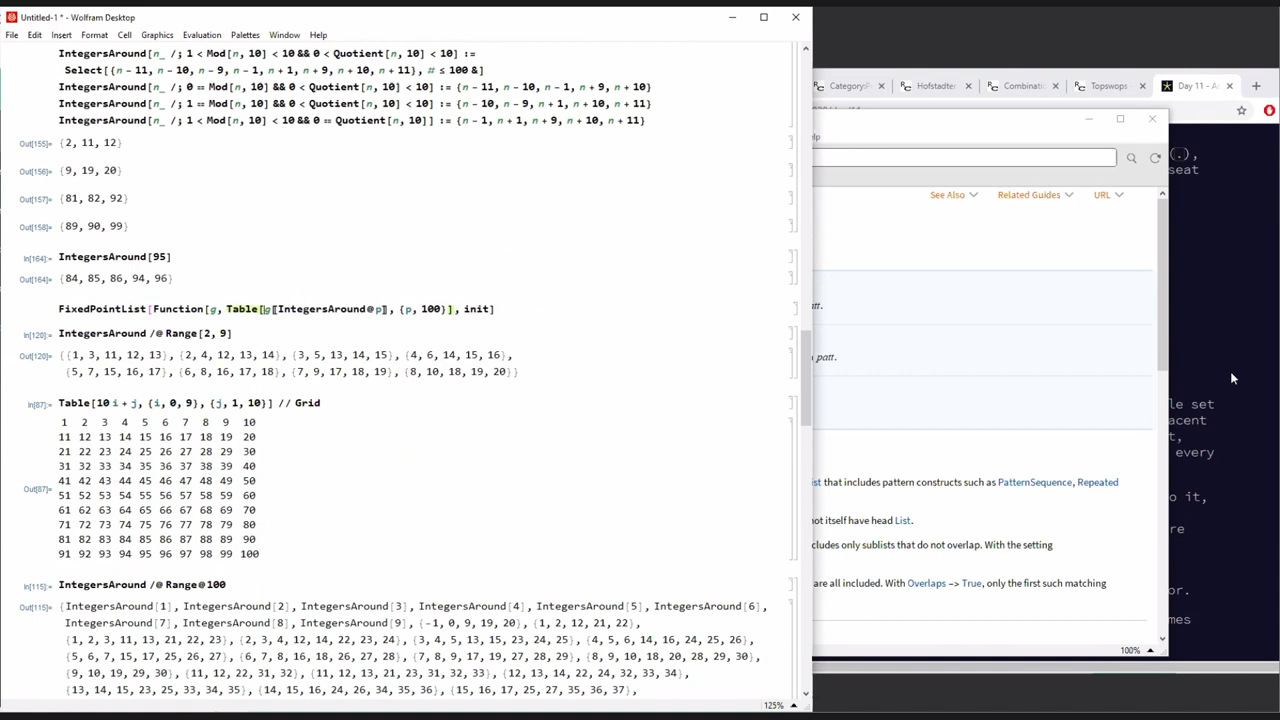 Untitled-1 * - Wolfram Desktop
File Edit Insert Format Cell Graphics Evaluation Palettes Window Help
IntegersAround[n_ /; 1 < Mod[n, 10] < 10 && 0 < Quotient[n, 10] < 10] :=
Select[{n - 11, n - 10, n - 9, n - 1, n + 1, n + 9, n + 10, n + 11}, # ≤ 100 &]
IntegersAround[n_ /; 0 == Mod[n, 10] && 0 < Quotient[n, 10] < 10] := {n - 11, n - 10, n - 1, n + 9, n + 10}
IntegersAround[n_ /; 1 == Mod[n, 10] && 0 < Quotient[n, 10] < 10] := {n - 10, n - 9, n + 1, n + 10, n + 11}
IntegersAround[n_ /; 1 < Mod[n, 10] < 10 && 0 == Quotient[n, 10]] := {n - 1, n + 1, n + 9, n + 10, n + 11}
Out[155]= {2, 11, 12}
Out[156]= {9, 19, 20}
Out[157]= {81, 82, 92}
Out[158]= {89, 90, 99}
In[164]:= IntegersAround[95]
Out[164]= {84, 85, 86, 94, 96}
FixedPointList[Function[g, Table[g[[IntegersAround@p]], {p, 100}]], init]
In[120]:= IntegersAround /@ Range[2, 9]
Out[120]= {{1, 3, 11, 12, 13}, {2, 4, 12, 13, 14}, {3, 5, 13, 14, 15}, {4, 6, 14, 15, 16},
{5, 7, 15, 16, 17}, {6, 8, 16, 17, 18}, {7, 9, 17, 18, 19}, {8, 10, 18, 19, 20}}
In[87]:= Table[10 i + j, {i, 0, 9}, {j, 1, 10}] // Grid
1 2 3 4 5 6 7 8 9 10
11 12 13 14 15 16 17 18 19 20
21 22 23 24 25 26 27 28 29 30
31 32 33 34 35 36 37 38 39 40
41 42 43 44 45 46 47 48 49 50
Out[87]=
51 52 53 54 55 56 57 58 59 60
61 62 63 64 65 66 67 68 69 70
71 72 73 74 75 76 77 78 79 80
81 82 83 84 85 86 87 88 89 90
91 92 93 94 95 96 97 98 99 100
In[115]:= IntegersAround /@ Range@100
Out[115]= {IntegersAround[1], IntegersAround[2], IntegersAround[3], IntegersAround[4], IntegersAround[5], IntegersAround[6],
IntegersAround[7], IntegersAround[8], IntegersAround[9], {-1, 0, 9, 19, 20}, {1, 2, 12, 21, 22},
{1, 2, 3, 11, 13, 21, 22, 23}, {2, 3, 4, 12, 14, 22, 23, 24}, {3, 4, 5, 13, 15, 23, 24, 25}, {4, 5, 6, 14, 16, 24, 25, 26},
{5, 6, 7, 15, 17, 25, 26, 27}, {6, 7, 8, 16, 18, 26, 27, 28}, {7, 8, 9, 17, 19, 27, 28, 29}, {8, 9, 10, 18, 20, 28, 29, 30},
{9, 10, 19, 29, 30}, {11, 12, 22, 31, 32}, {11, 12, 13, 21, 23, 31, 32, 33}, {12, 13, 14, 22, 24, 32, 33, 34},
{13, 14, 15, 23, 25, 33, 34, 35}, {14, 15, 16, 24, 26, 34, 35, 36}, {15, 16, 17, 25, 27, 35, 36, 37},
125%
CategoryP
Hofstadter
Combinatio
Topswops
Day 11 - A
(.),
seat
lp
See Also Related Guides URL
tt.
patt.
le set
acent
t,
every
ist that includes pattern constructs such as PatternSequence, Repeated
o it,
not itself have head List.
re
cludes only sublists that do not overlap. With the setting
are all included. With Overlaps –> True, only the first such matching
or.
mes
100%